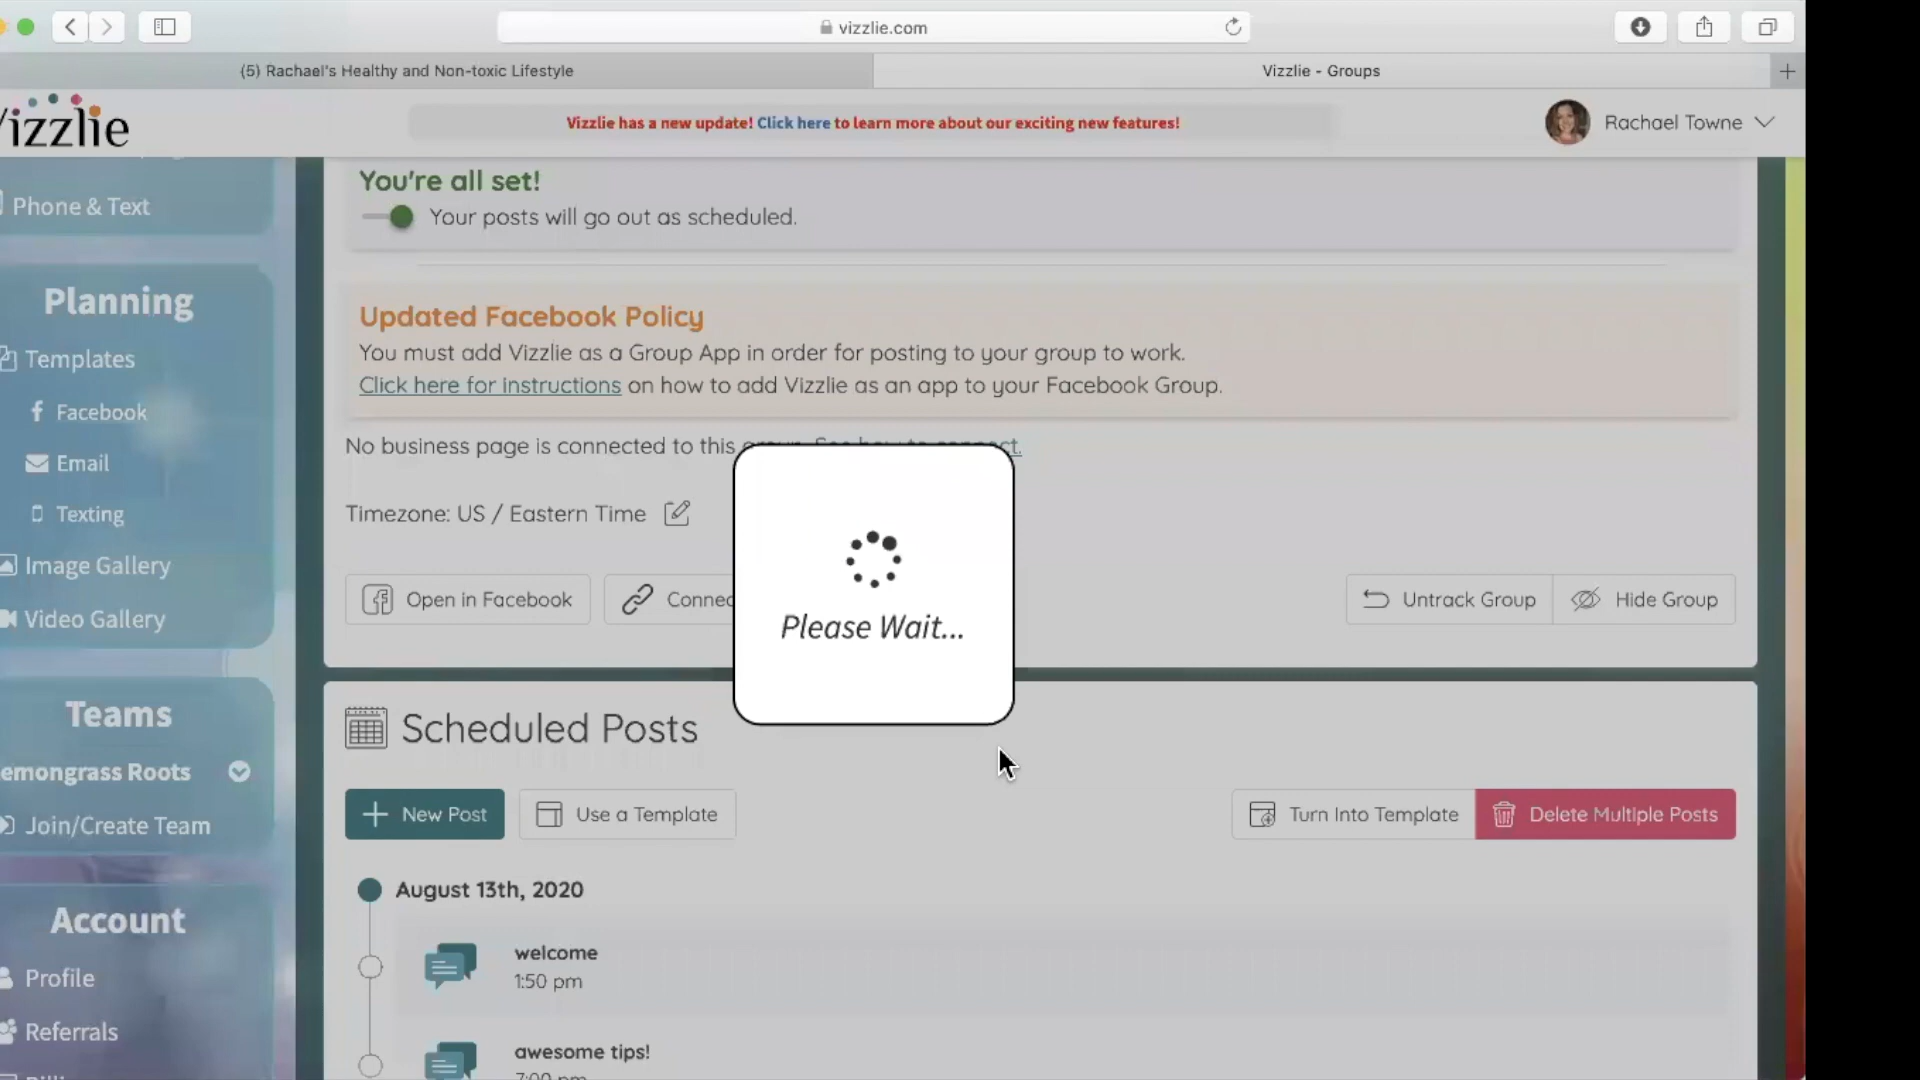 vizzlie.com
(5) Rachael's Healthy and Non-toxic Lifestyle
Vizzlie - Groups
Vizzlie
Vizzlie has a new update! Click here to learn more about our exciting new features!
Rachael Towne
Phone & Text
Planning
Templates
Facebook
Email
Texting
Image Gallery
Video Gallery
Teams
emongrass Roots
Join/Create Team
Account
Profile
Referrals
You're all set!
Your posts will go out as scheduled.
Updated Facebook Policy
You must add Vizzlie as a Group App in order for posting to your group to work.
Click here for instructions on how to add Vizzlie as an app to your Facebook Group.
No business page is connected to this
Timezone: US / Eastern Time
Open in Facebook
Connec
Untrack Group
Hide Group
Please Wait...
Scheduled Posts
New Post
Use a Template
Turn Into Template
Delete Multiple Posts
August 13th, 2020
welcome
1:50 pm
awesome tips!
7:00 pm